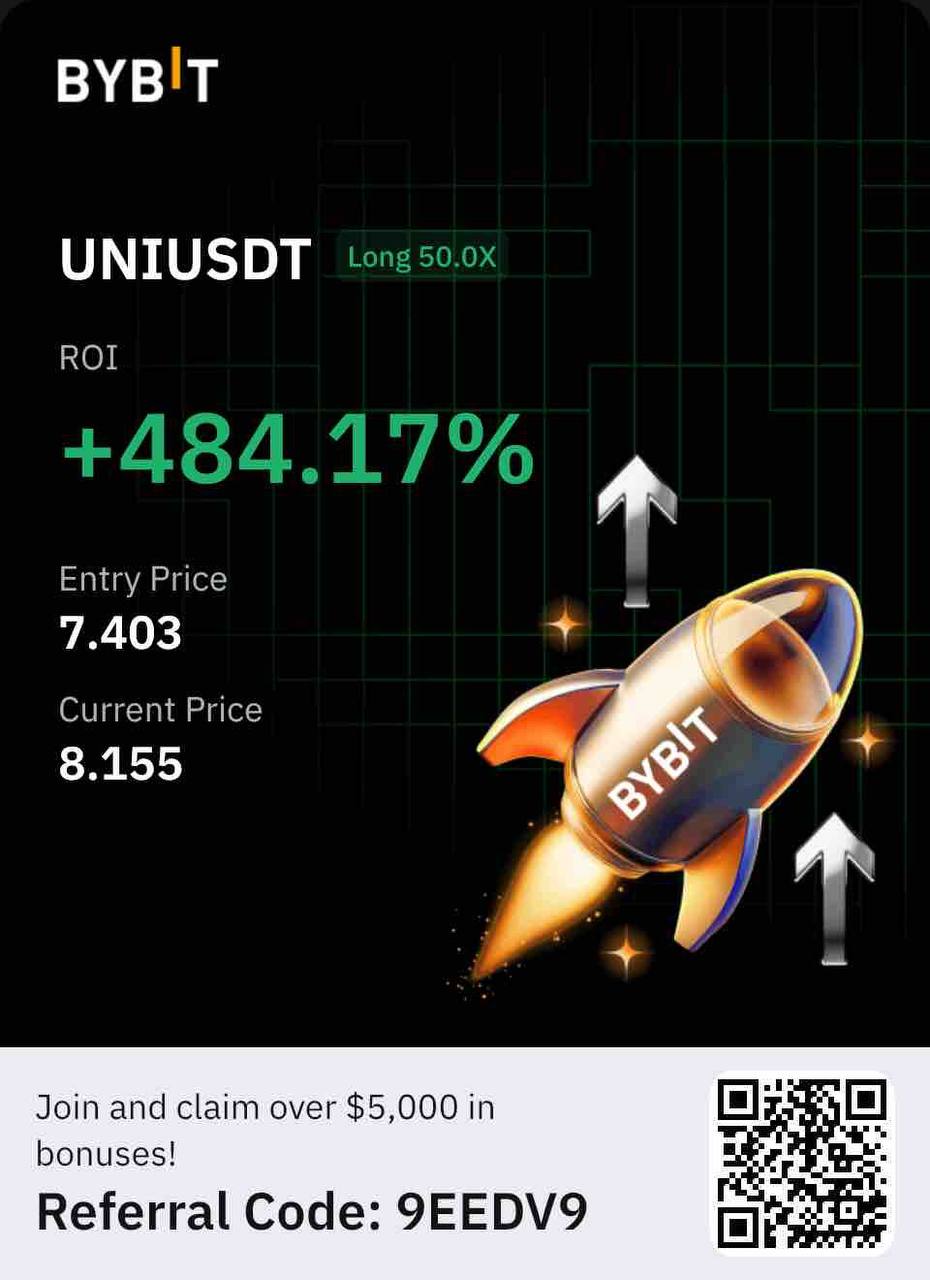 BYBIT
UNIUSDT Long 50.0X
ROI
+484.17%
Entry Price
7.403
Current Price
8.155
BYBIT
Join and claim over $5,000 in
bonuses!
Referral Code: 9EEDV9